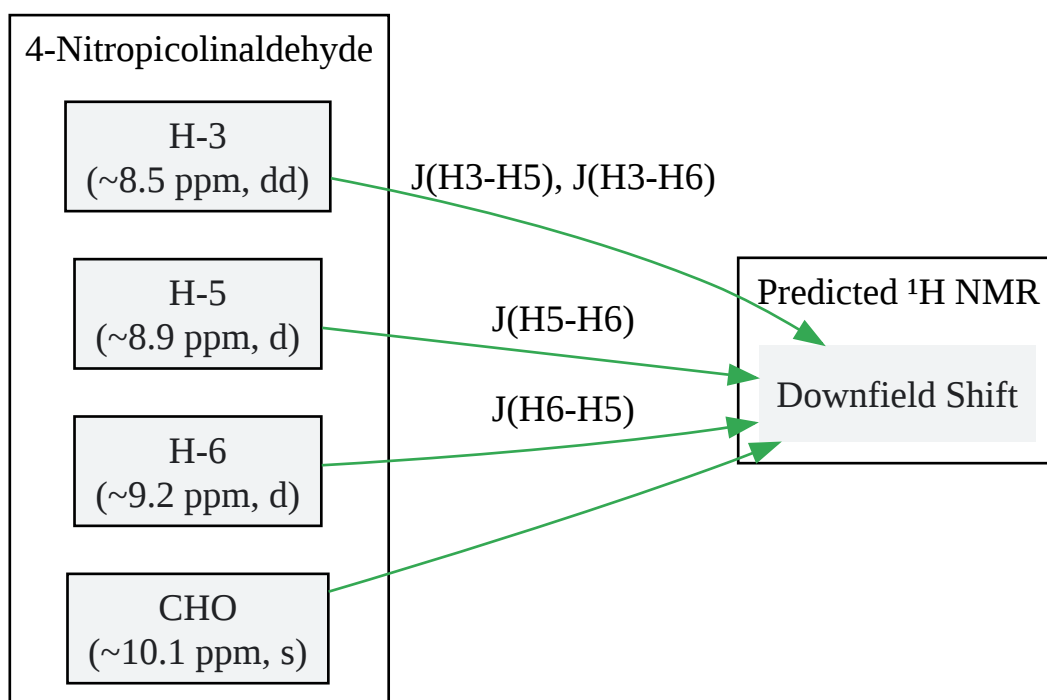 4-Nitropicolinaldehyde
H-3
(~8.5 ppm, dd)
J(H3-H5), J(H3-H6)
H-5
(~8.9 ppm, d)
J(H5-H6)
H-6
(~9.2 ppm, d)
J(H6-H5)
CHO
(~10.1 ppm, s)
Predicted ¹H NMR
Downfield Shift